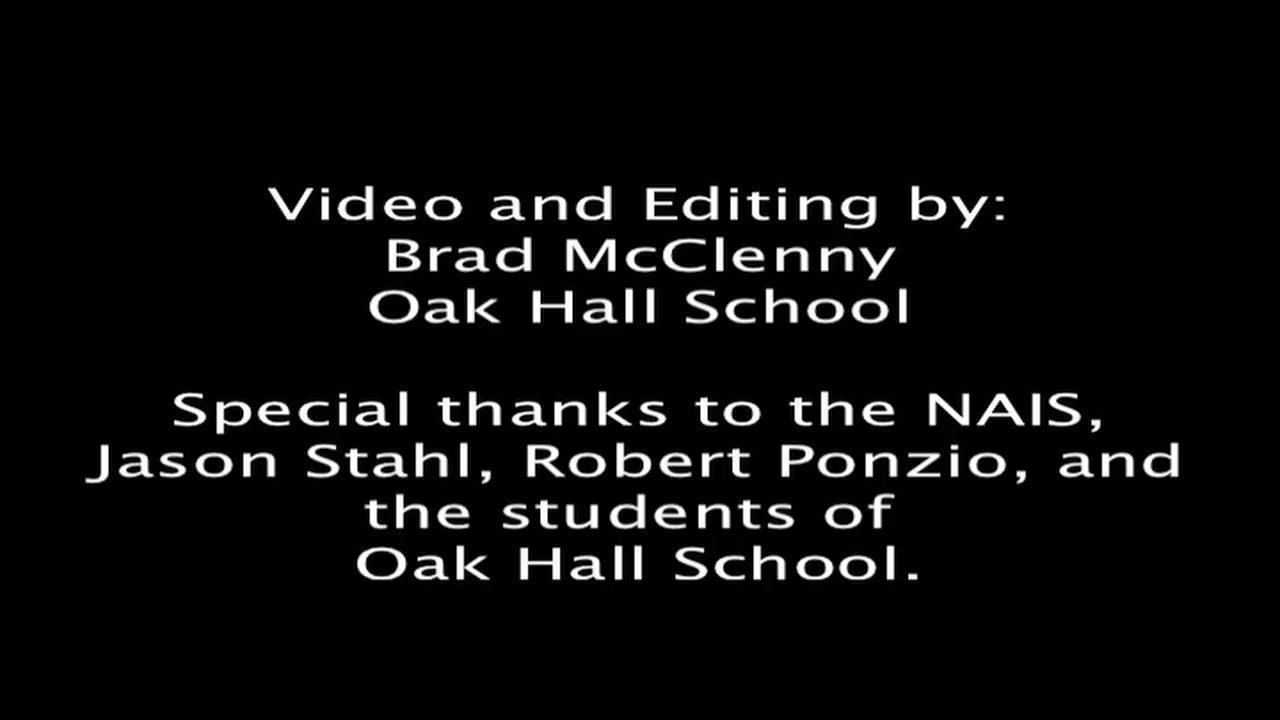 Video and Editing by:
Brad McClenny
Oak Hall School
Special thanks to the NAIS,
Jason Stahl, Robert Ponzio, and
the students of
Oak Hall School.